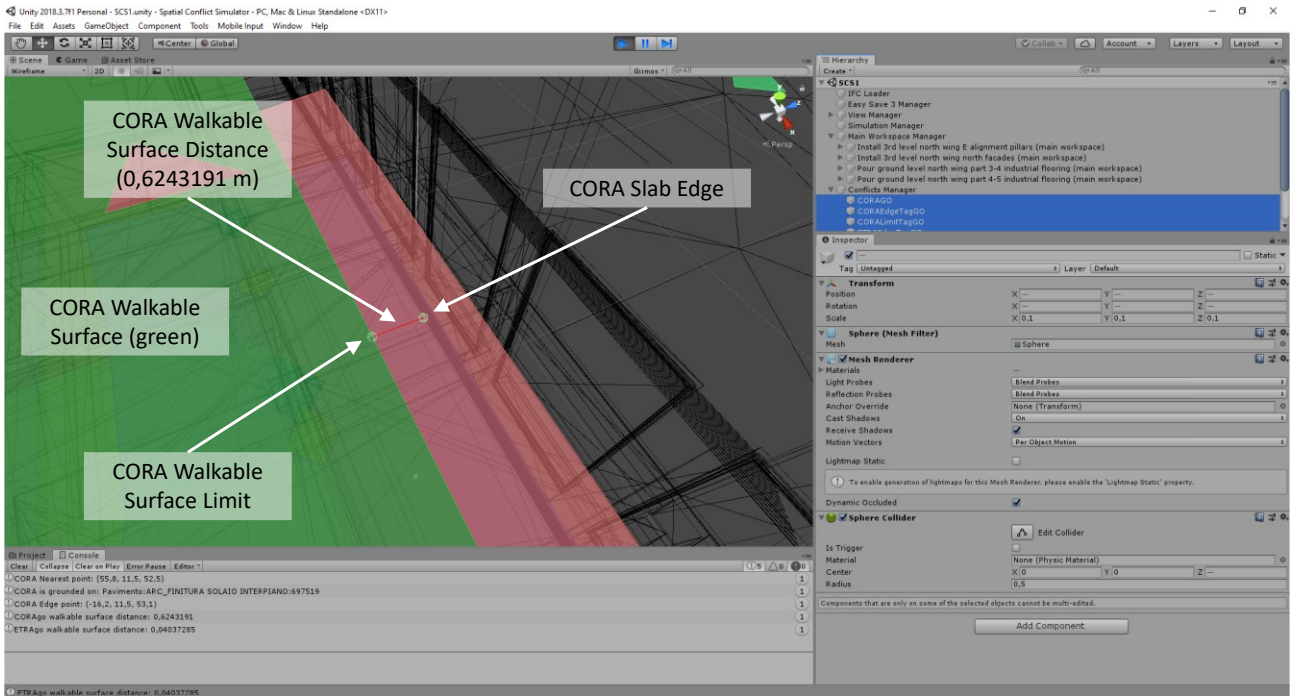 Unity 2018.3.7f1 Personal - SCS1.unity - Spatial Conflict Simulator - PC, Mac & Linux Standalone <DX11>
File Edit Assets GameObject Component Tools Mobile Input Window Help
Center Global
Collab Account Layers Layout
Scene Game Asset Store
Wireframe 2D Gizmos All
y z x
Persp
CORA Walkable
Surface Distance
(0,6243191 m)
CORA Slab Edge
CORA Walkable
Surface (green)
CORA Walkable
Surface Limit
Hierarchy
Create All
SCS1
IFC Loader
Easy Save 3 Manager
View Manager
Simulation Manager
Main Workspace Manager
Install 3rd level north wing E alignment pillars (main workspace)
Install 3rd level north wing north facades (main workspace)
Pour ground level north wing part 3-4 industrial flooring (main workspace)
Pour ground level north wing part 4-5 industrial flooring (main workspace)
Conflicts Manager
CORAGO
CORAEdgeTagGO
CORALimitTagGO
Inspector
— Static
Tag Untagged Layer Default
Transform
Position X — Y — Z —
Rotation X — Y — Z —
Scale X 0,1 Y 0,1 Z 0,1
Sphere (Mesh Filter)
Mesh Sphere
Mesh Renderer
Materials —
Light Probes Blend Probes
Reflection Probes Blend Probes
Anchor Override None (Transform)
Cast Shadows On
Receive Shadows
Motion Vectors Per Object Motion
Lightmap Static
To enable generation of lightmaps for this Mesh Renderer, please enable the 'Lightmap Static' property.
Dynamic Occluded
Sphere Collider
Edit Collider
Is Trigger
Material None (Physic Material)
Center X 0 Y 0 Z —
Radius 0,5
Components that are only on some of the selected objects cannot be multi-edited.
Add Component
Project Console
Clear Collapse Clear on Play Error Pause Editor 5 0 0
CORA Nearest point: (55,8, 11,5, 52,5) 1
CORA is grounded on: Pavimento:ARC_FINITURA SOLAIO INTERPIANO:697519 1
CORA Edge point: (-16,2, 11,5, 53,1) 1
CORAgo walkable surface distance: 0,6243191 1
ETRAgo walkable surface distance: 0,04037285 1
ETRAgo walkable surface distance: 0,04037285